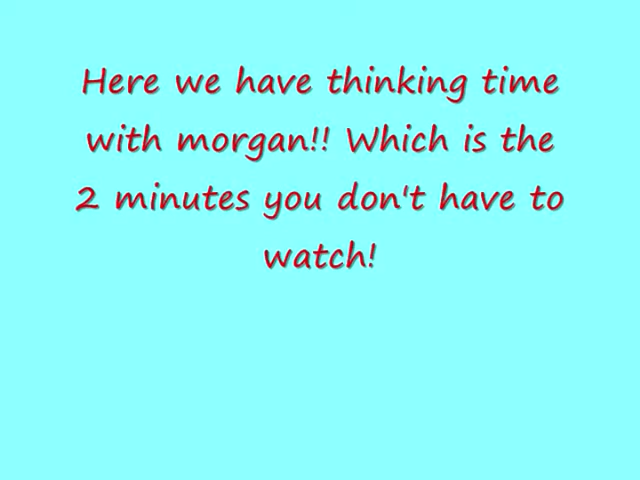 Here we have thinking time
with morgan!! Which is the
2 minutes you don't have to
watch!